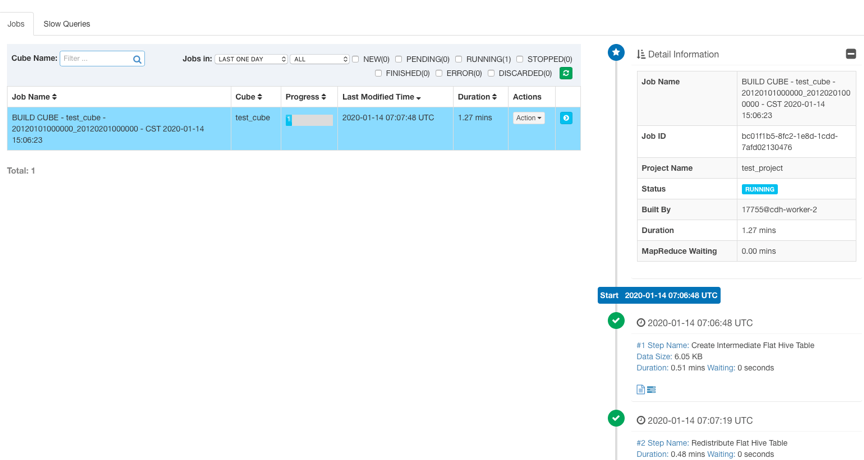 Jobs
Slow Queries
Cube Name:
Filter ...
Jobs in:
LAST ONE DAY
ALL
NEW(0)
PENDING(0)
RUNNING(1)
STOPPED(0)
FINISHED(0)
ERROR(0)
DISCARDED(0)
Job Name
Cube
Progress
Last Modified Time
Duration
Actions
BUILD CUBE - test_cube -
20120101000000_20120201000000 - CST 2020-01-14
15:06:23
test_cube
2020-01-14 07:07:48 UTC
1.27 mins
Action
Total: 1
Detail Information
Job Name
BUILD CUBE - test_cube -
20120101000000_2012020100
0000 - CST 2020-01-14
15:06:23
Job ID
bc01f1b5-8fc2-1e8d-1cdd-
7afd02130476
Project Name
test_project
Status
RUNNING
Built By
17755@cdh-worker-2
Duration
1.27 mins
MapReduce Waiting
0.00 mins
Start 2020-01-14 07:06:48 UTC
2020-01-14 07:06:48 UTC
#1 Step Name: Create Intermediate Flat Hive Table
Data Size: 6.05 KB
Duration: 0.51 mins Waiting: 0 seconds
2020-01-14 07:07:19 UTC
#2 Step Name: Redistribute Flat Hive Table
Duration: 0.48 mins Waiting: 0 seconds